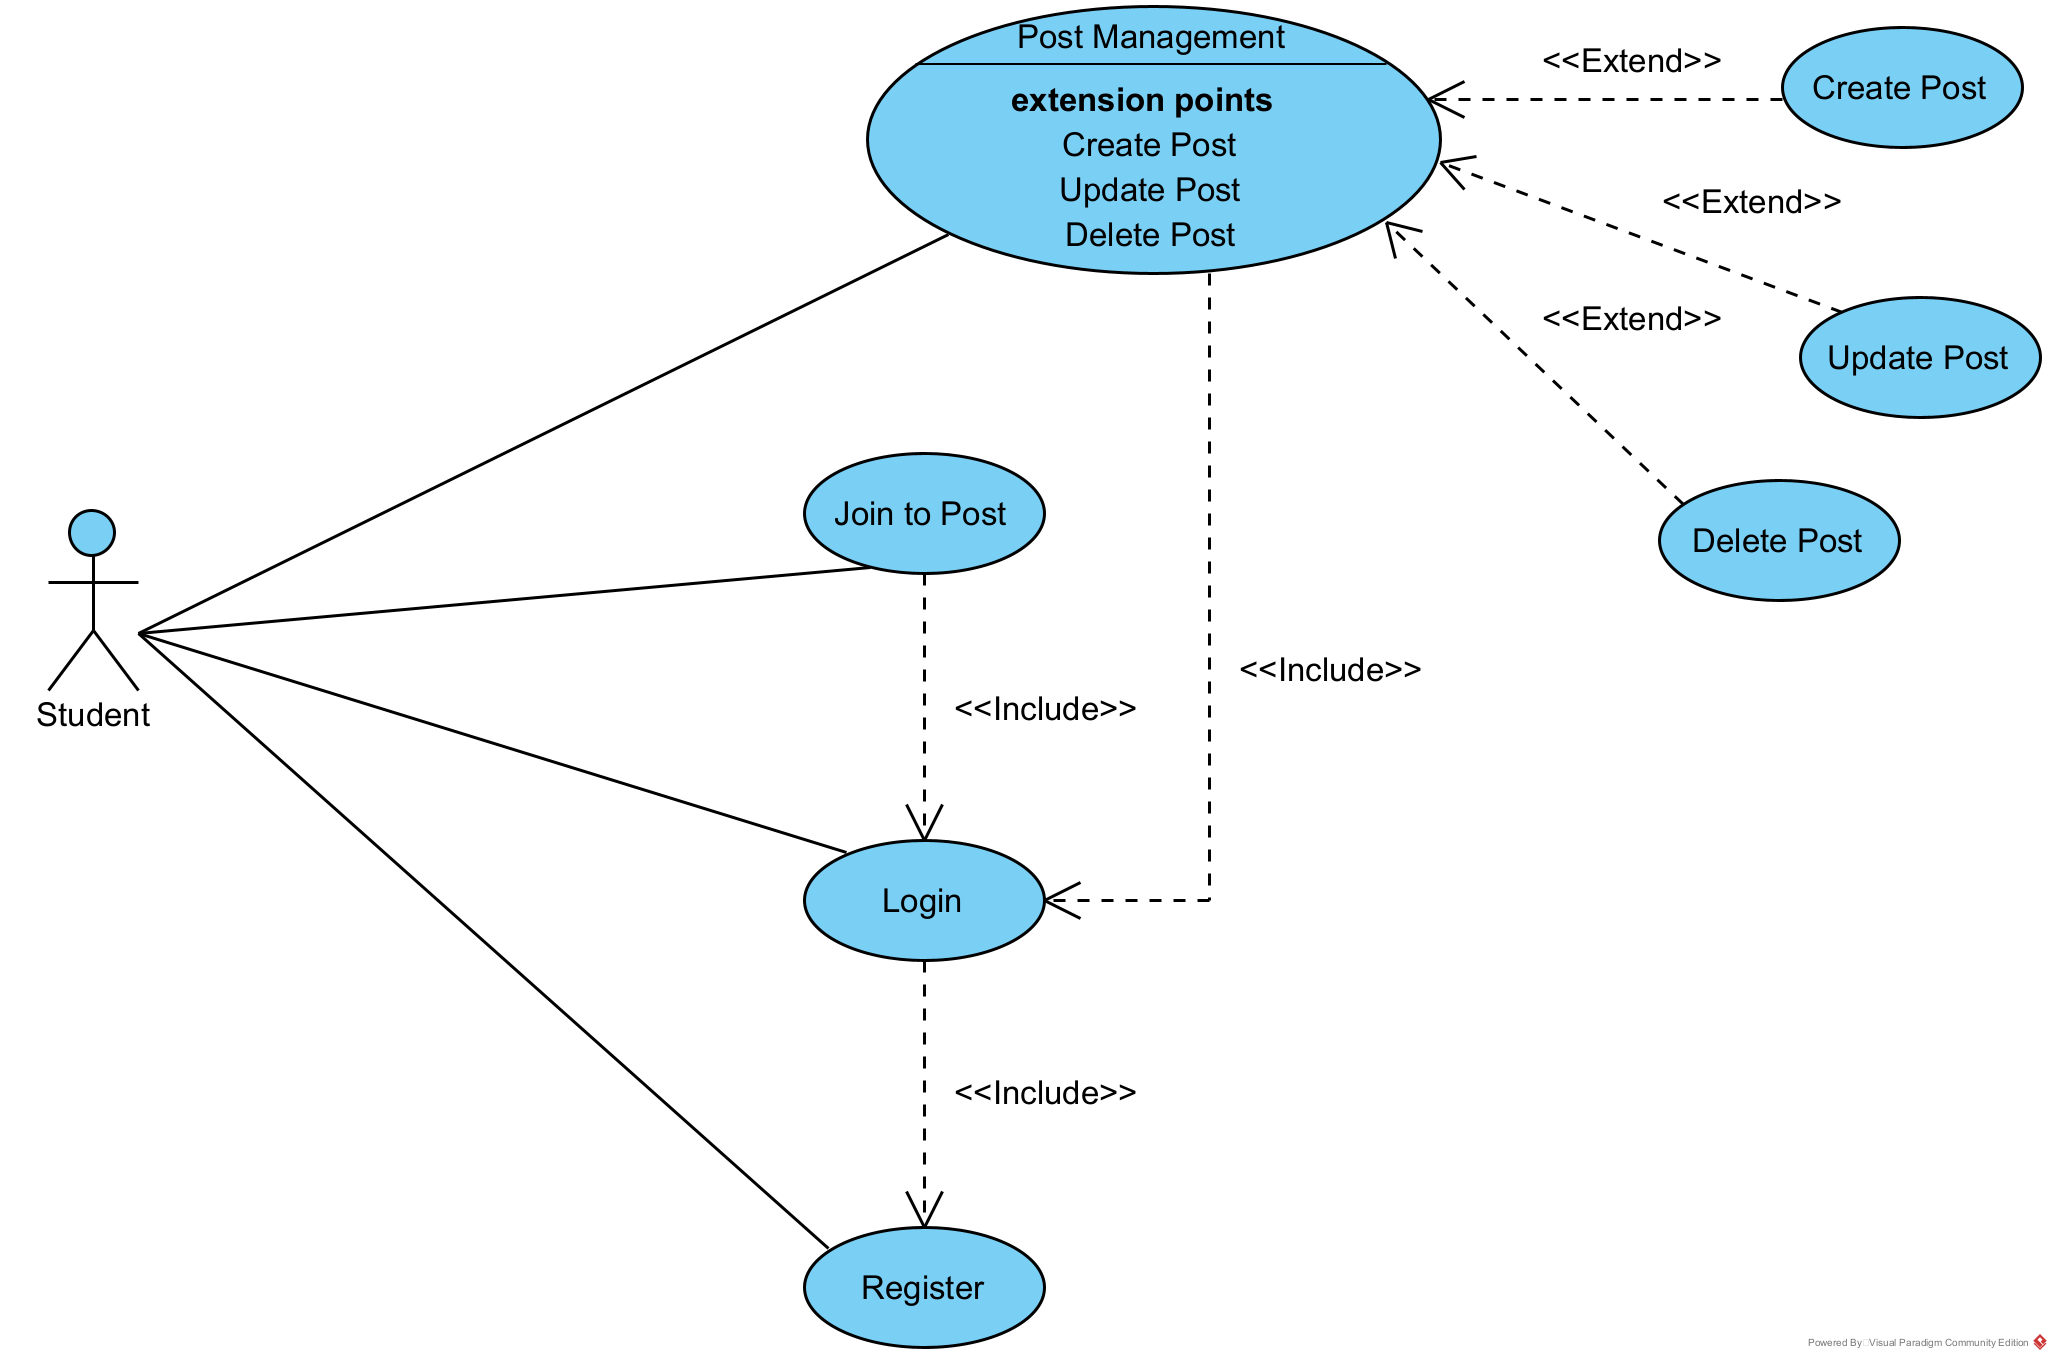 Post Management
extension points
Create Post
Update Post
Delete Post
<<Extend>>
Create Post
<<Extend>>
<<Extend>>
Update Post
Join to Post
Delete Post
Student
<<Include>>
<<Include>>
Login
<<Include>>
Register
Powered By Visual Paradigm Community Edition